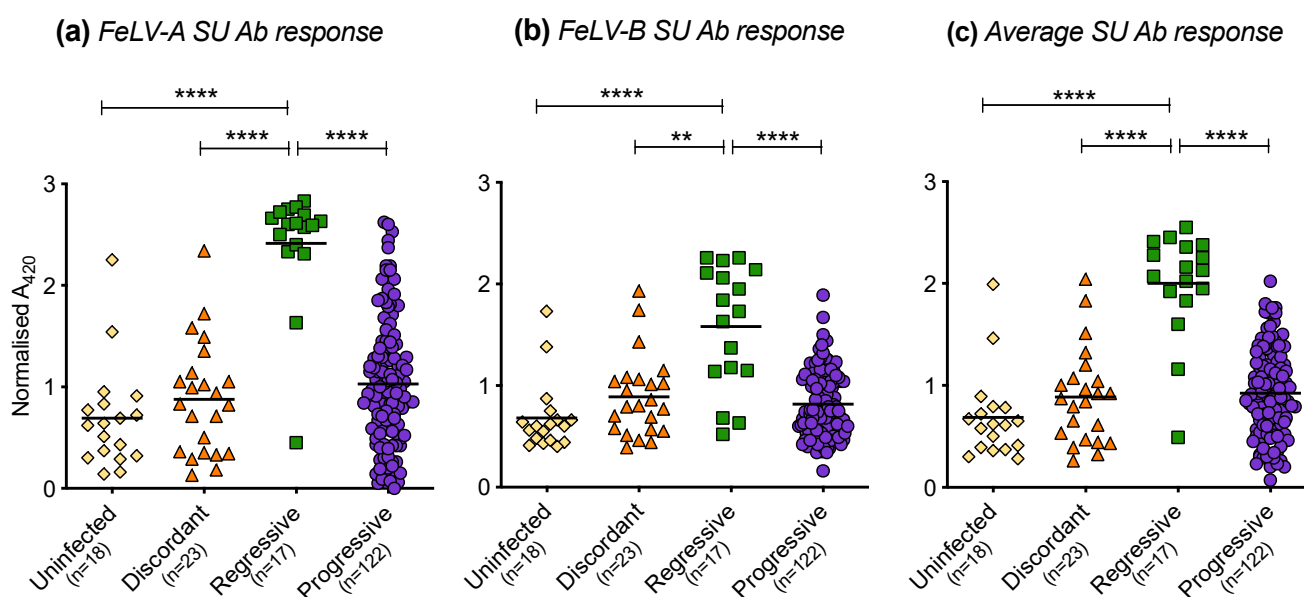 (a) FeLV-A SU Ab response
(b) FeLV-B SU Ab response
(c) Average SU Ab response
****
****
****
****
**
****
****
****
****
Normalised A420
3
2
1
0
Uninfected
(n=18)
Discordant
(n=23)
Regressive
(n=17)
Progressive
(n=122)
3
2
1
0
Uninfected
(n=18)
Discordant
(n=23)
Regressive
(n=17)
Progressive
(n=122)
3
2
1
0
Uninfected
(n=18)
Discordant
(n=23)
Regressive
(n=17)
Progressive
(n=122)